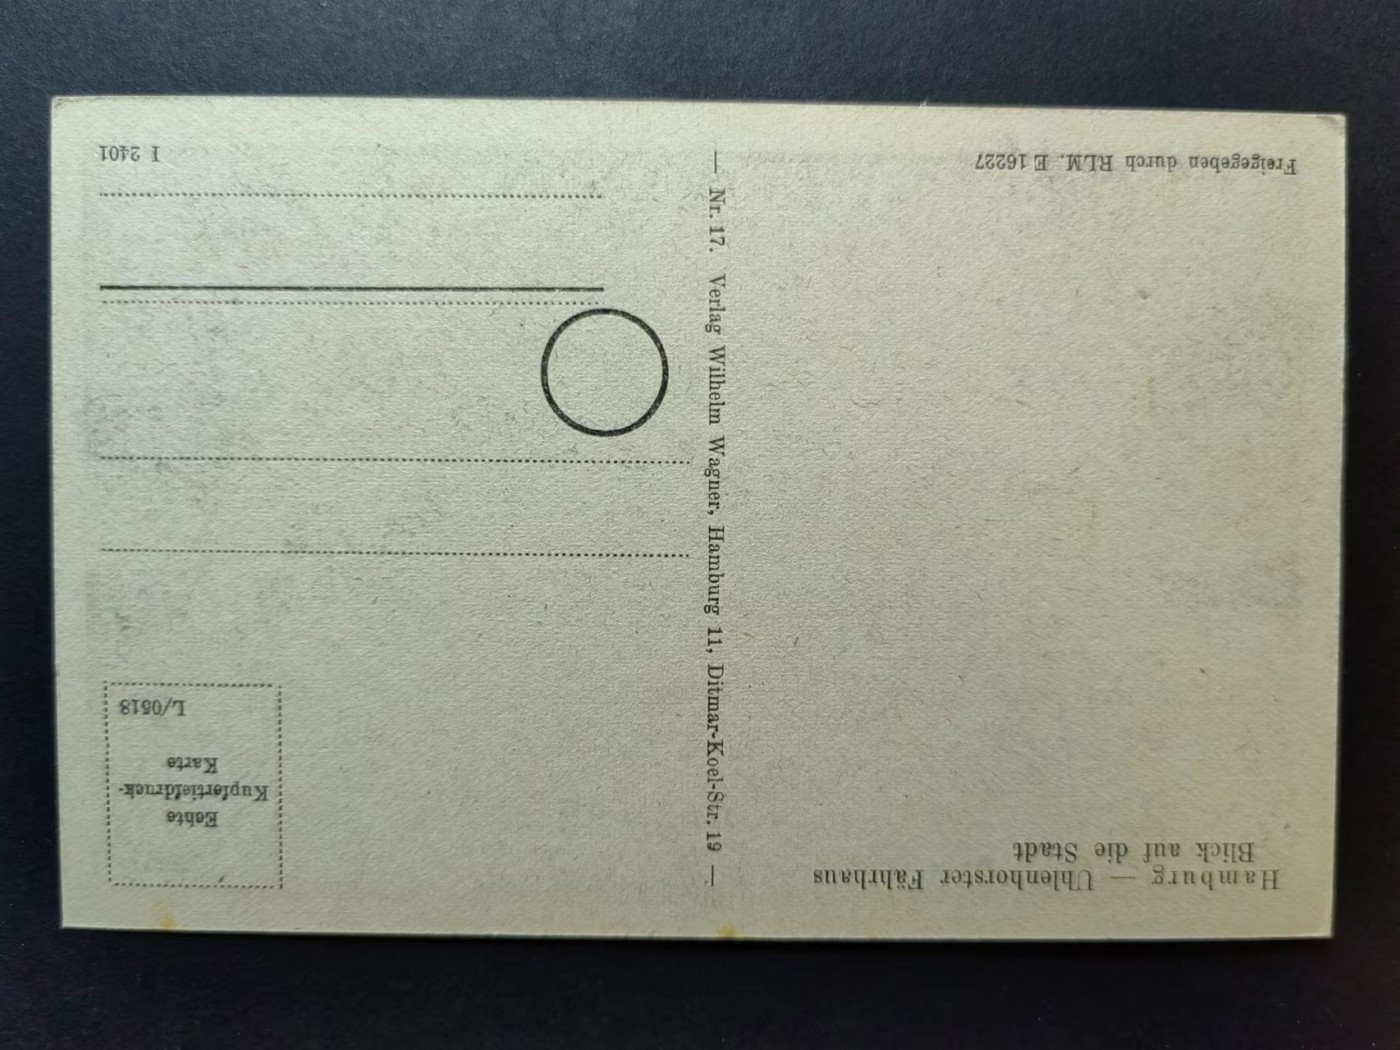 Hamburg — Uhlenhorster Fährhaus
Blick auf die Stadt
Freigegeben durch RLM. E 16227
— Nr. 17. Verlag Wilhelm Wagner, Hamburg 11, Ditmar-Koel-Str. 19 —
Echte
Kupfertiefdruck-
Karte
L/0518
I 2401